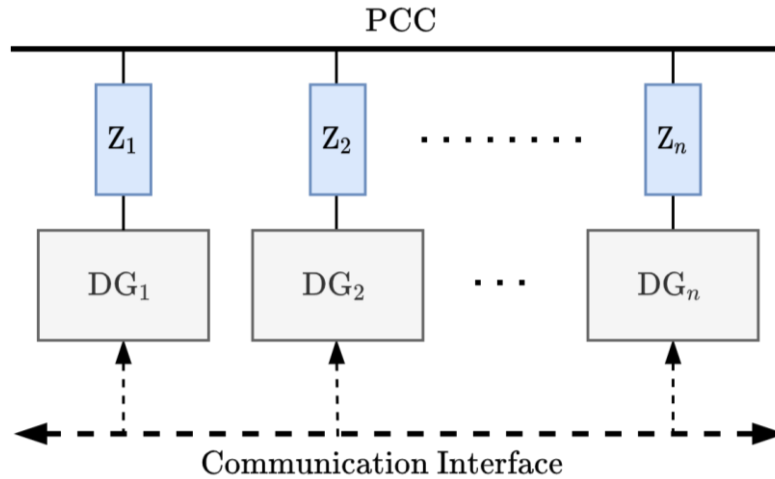 PCC
Z₁ Z₂ Zₙ
DG₁ DG₂ DGₙ
Communication Interface